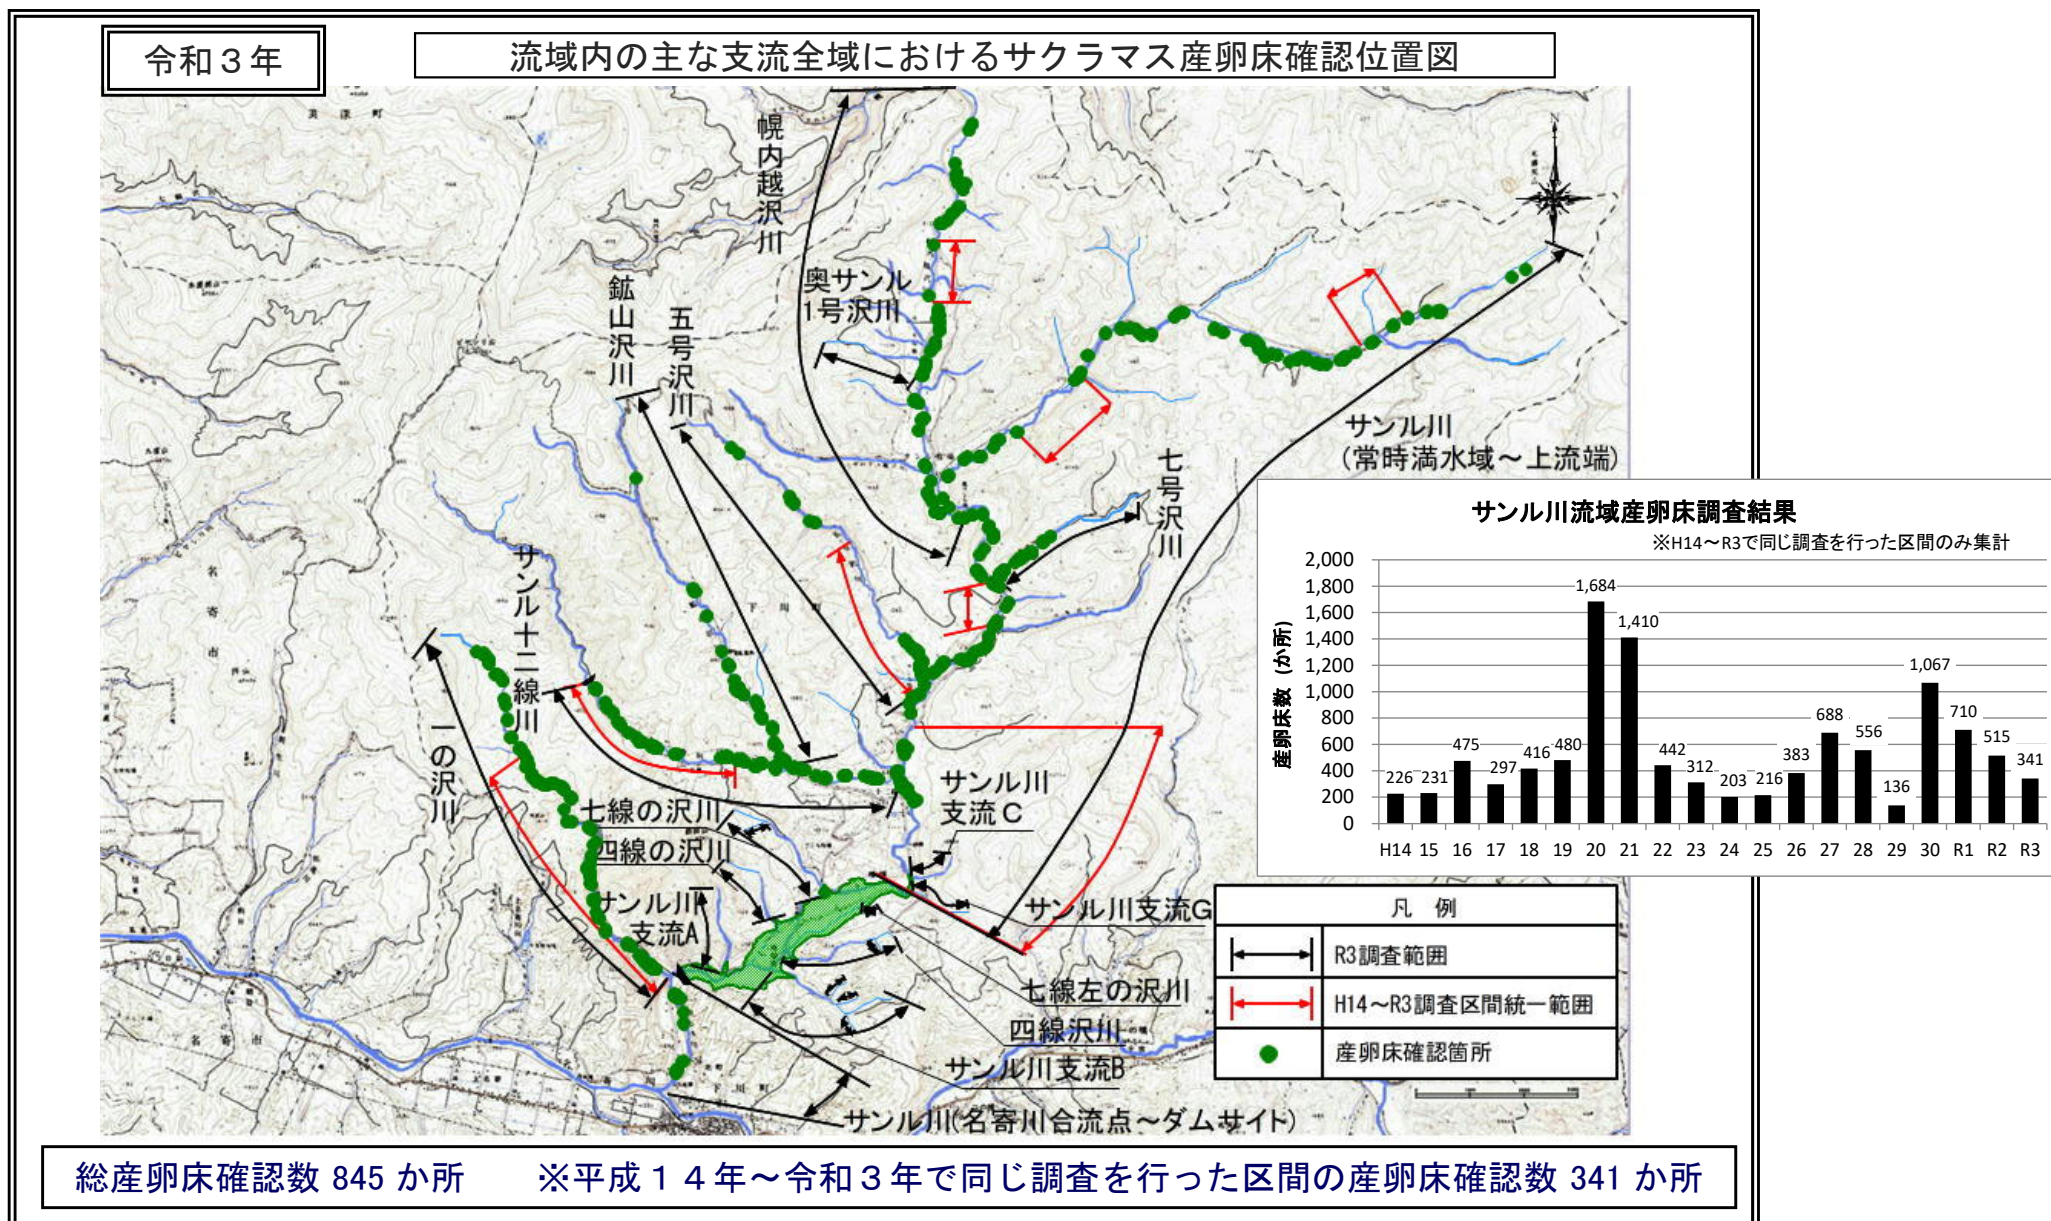 令和３年
流域内の主な支流全域におけるサクラマス産卵床確認位置図
美深町
幌内越沢川
奥サンル
1号沢川
鉱山沢川
五号沢川
サンル川
(常時満水域～上流端)
七号沢川
サンル十二線川
一の沢川
下川町
名寄市
サンル川
支流Ｃ
七線の沢川
四線の沢川
サンル川
支流A
サンル川支流G
七線左の沢川
四線沢川
サンル川支流B
サンル川(名寄川合流点～ダムサイト)
名寄市
下川町
サンル川流域産卵床調査結果
※H14～R3で同じ調査を行った区間のみ集計
産卵床数 (か所)
2,000
1,800
1,600
1,400
1,200
1,000
800
600
400
200
0
226 231 475 297 416 480 1,684 1,410 442 312 203 216 383 688 556 136 1,067 710 515 341
H14 15 16 17 18 19 20 21 22 23 24 25 26 27 28 29 30 R1 R2 R3
凡 例
R3調査範囲
H14～R3調査区間統一範囲
産卵床確認箇所
総産卵床確認数 845 か所 ※平成１４年～令和３年で同じ調査を行った区間の産卵床確認数 341 か所